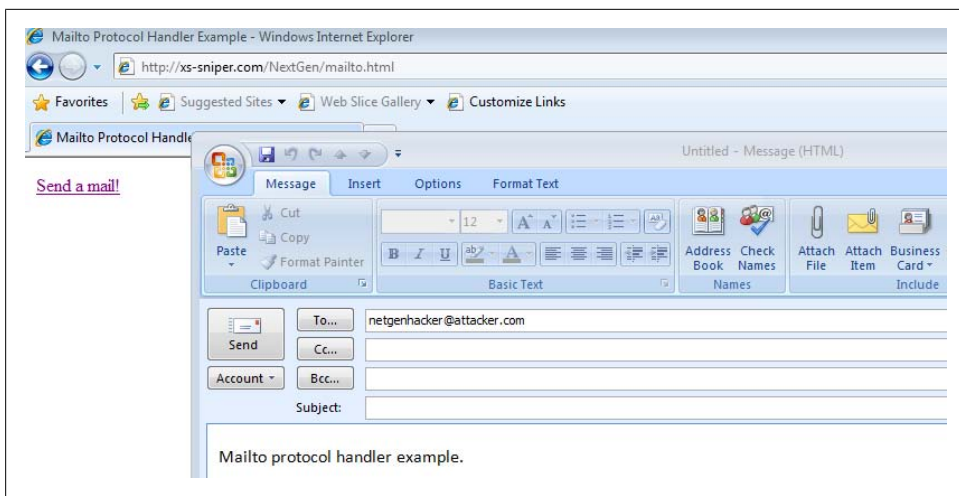 Mailto Protocol Handler Example - Windows Internet Explorer
http://xs-sniper.com/NextGen/mailto.html
Favorites Suggested Sites Web Slice Gallery Customize Links
Mailto Protocol Handle
Untitled - Message (HTML)
Send a mail!
Message Insert Options Format Text
Paste
Cut
Copy
Format Painter
Clipboard
12 A A
B I U ab A
Basic Text
Address Book
Check Names
Names
Attach File
Attach Item
Business Card
Include
Send
Account
To... netgenhacker@attacker.com
Cc...
Bcc...
Subject:
Mailto protocol handler example.